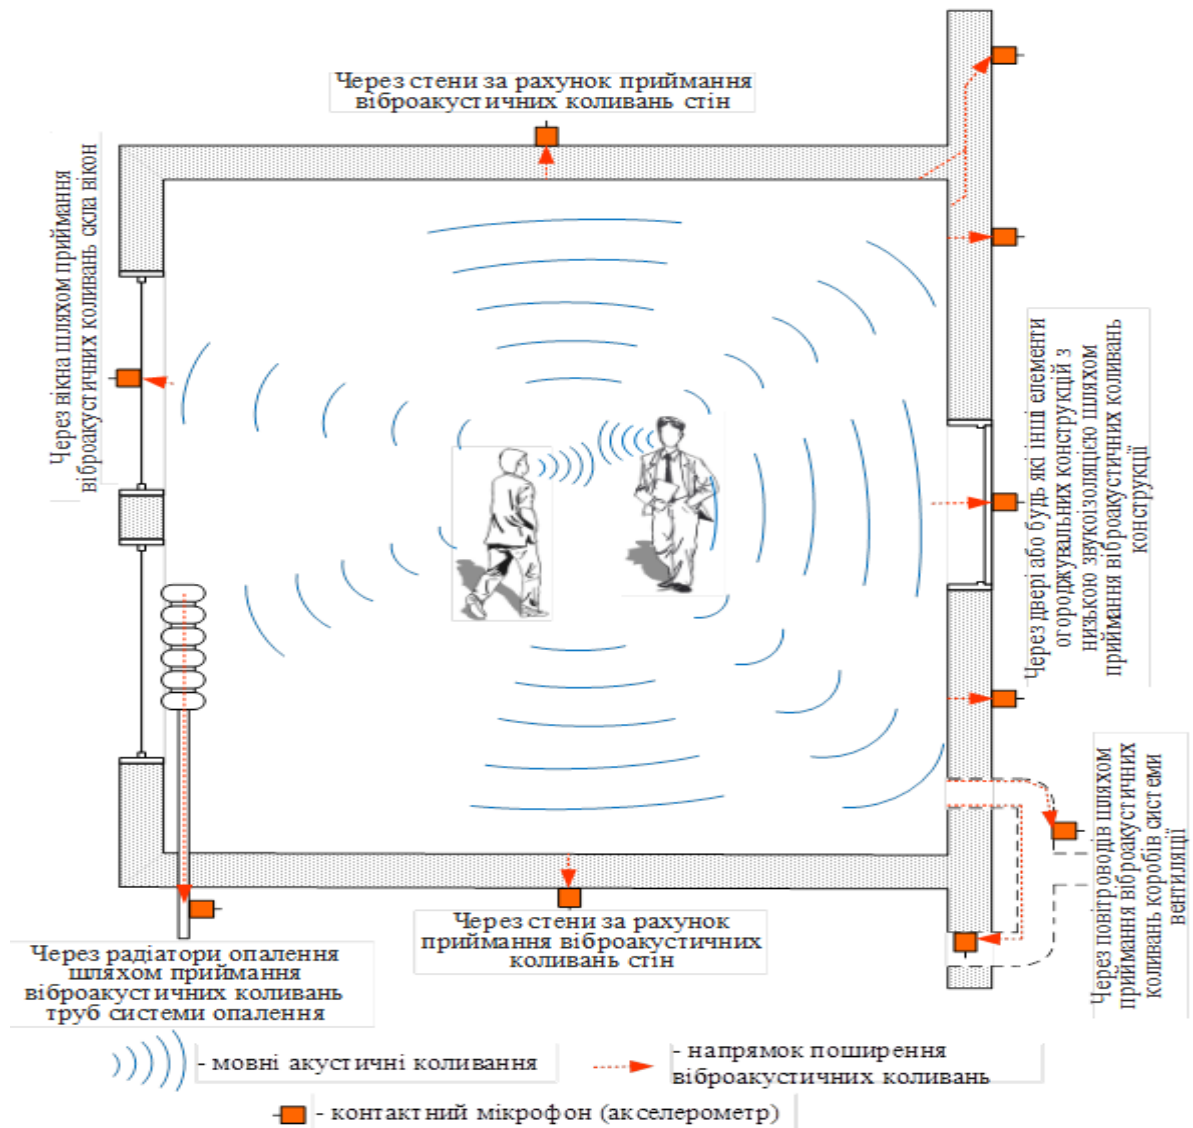 Через стени за рахунок приймання
віброакустичних коливань стін
Через вікна шляхом приймання
віброакустичних коливань скла вікон
Через двері або будь які інші елементи
огороджувальних конструкцій з
низькою звукоізоляцією шляхом
приймання віброакустичних коливань
конструкції
Через повітроводів шляхом
приймання віброакустичних
коливань коробів системи
вентиляції
Через стени за рахунок
приймання віброакустичних
коливань стін
Через радіатори опалення
шляхом приймання
віброакустичних коливань
труб системи опалення
- мовні акустичні коливання
- напрямок поширення
віброакустичних коливань
- контактний мікрофон (акселерометр)